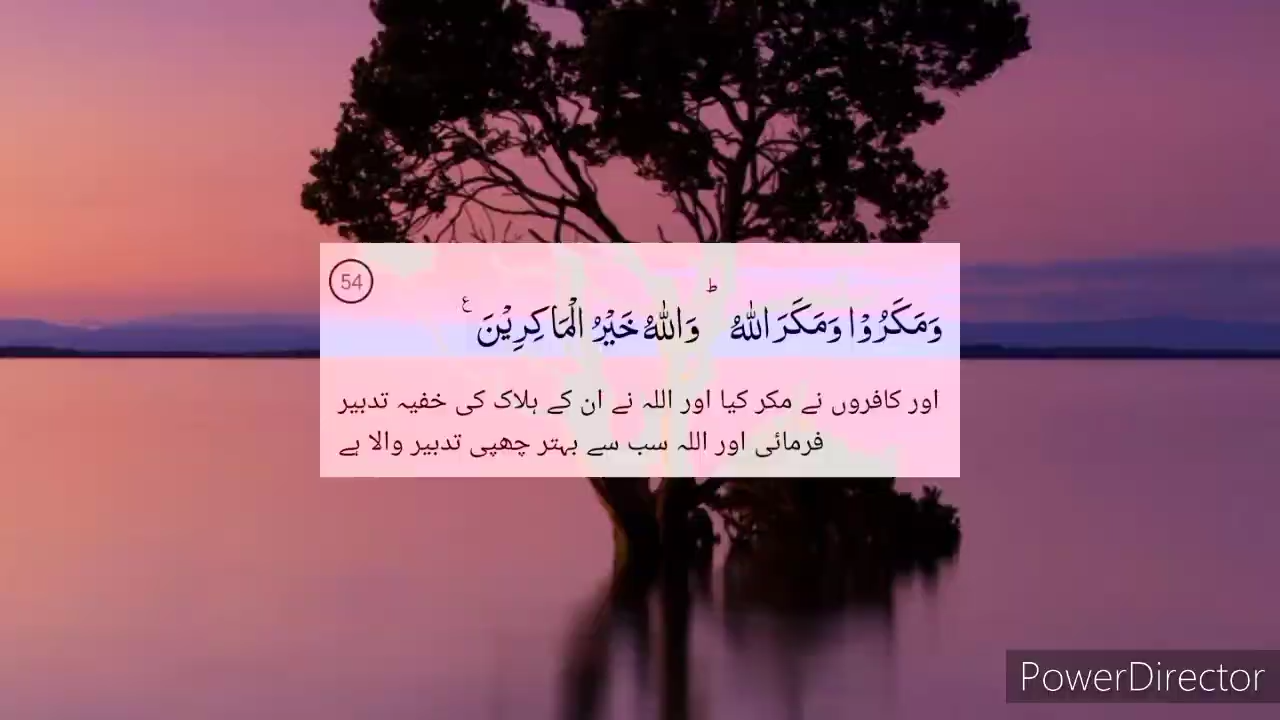 54
وَمَكَرُوْا وَمَكَرَ اللّٰهُ ؕ وَاللّٰهُ خَيْرُ الْمَاكِرِيْنَ ۧ
اور کافروں نے مکر کیا اور اللہ نے ان کے ہلاک کی خفیہ تدبیر
فرمائی اور اللہ سب سے بہتر چھپی تدبیر والا ہے
PowerDirector